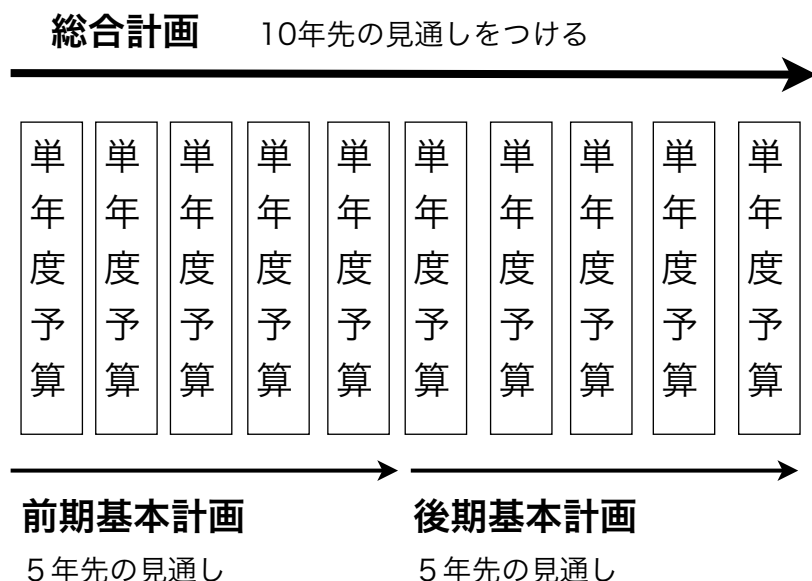 総合計画 10年先の見通しをつける
単年度予算
単年度予算
単年度予算
単年度予算
単年度予算
単年度予算
単年度予算
単年度予算
単年度予算
単年度予算
前期基本計画
５年先の見通し
後期基本計画
５年先の見通し